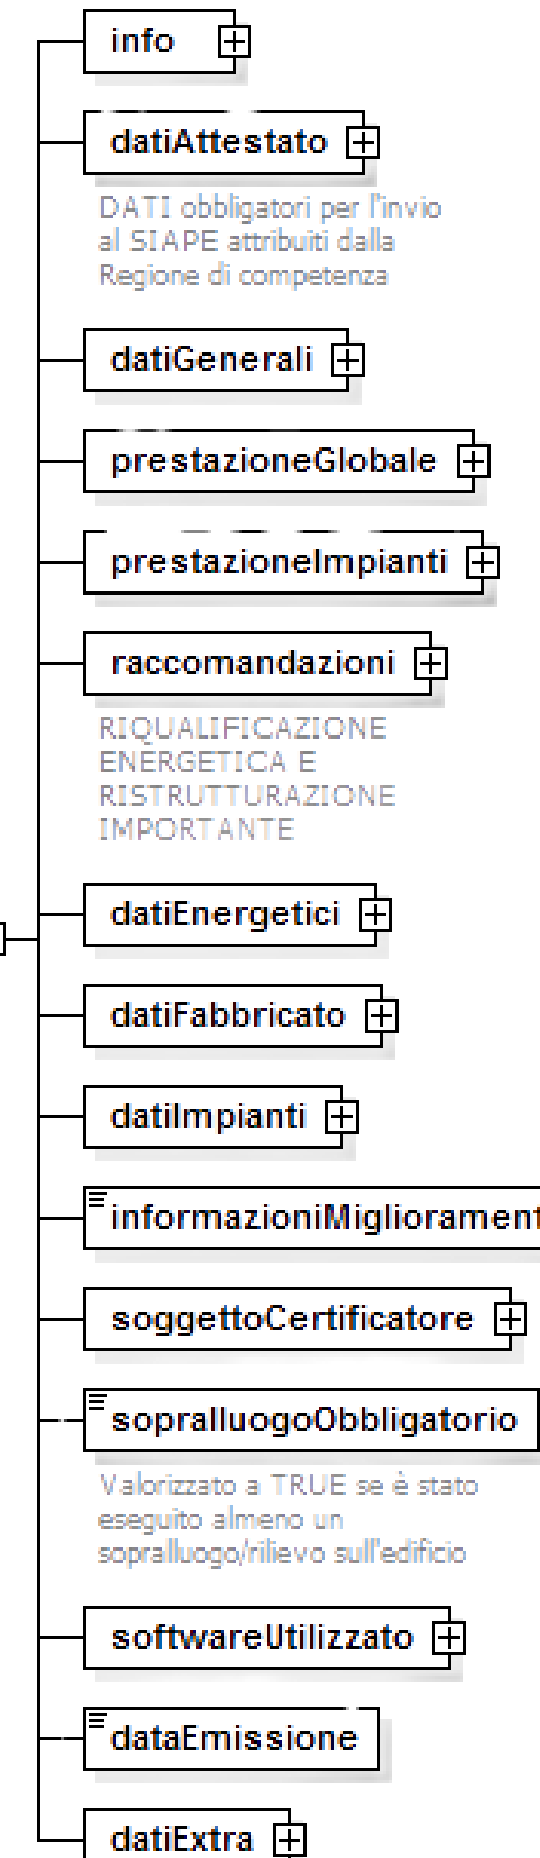 info
datiAttestato
DATI obbligatori per l'invio
al SIAPE attribuiti dalla
Regione di competenza
datiGenerali
prestazioneGlobale
prestazioneImpianti
raccomandazioni
RIQUALIFICAZIONE
ENERGETICA E
RISTRUTTURAZIONE
IMPORTANTE
datiEnergetici
datiFabbricato
datiImpianti
informazioniMigliorament
soggettoCertificatore
sopralluogoObbligatorio
Valorizzato a TRUE se è stato
eseguito almeno un
sopralluogo/rilievo sull'edificio
softwareUtilizzato
dataEmissione
datiExtra